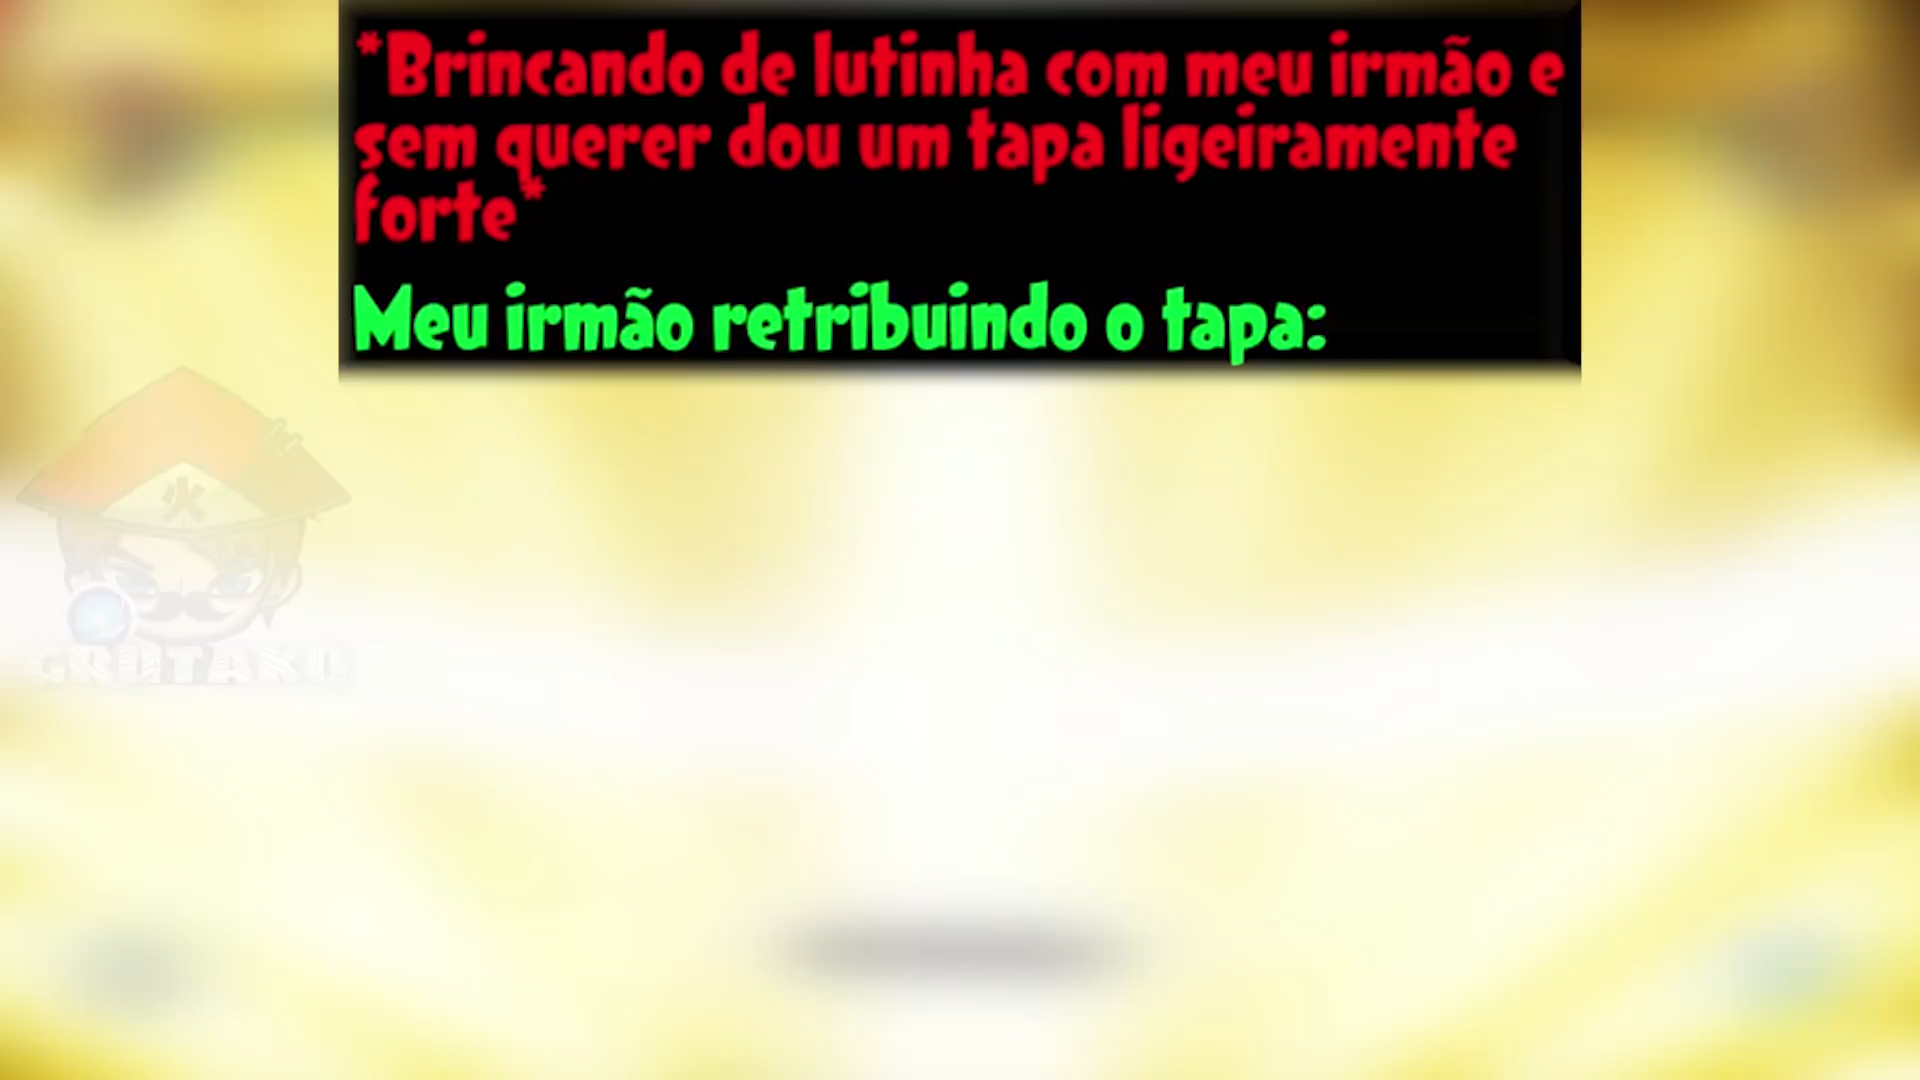 *Brincando de lutinha com meu irmão e
sem querer dou um tapa ligeiramente
forte*
Meu irmão retribuindo o tapa: